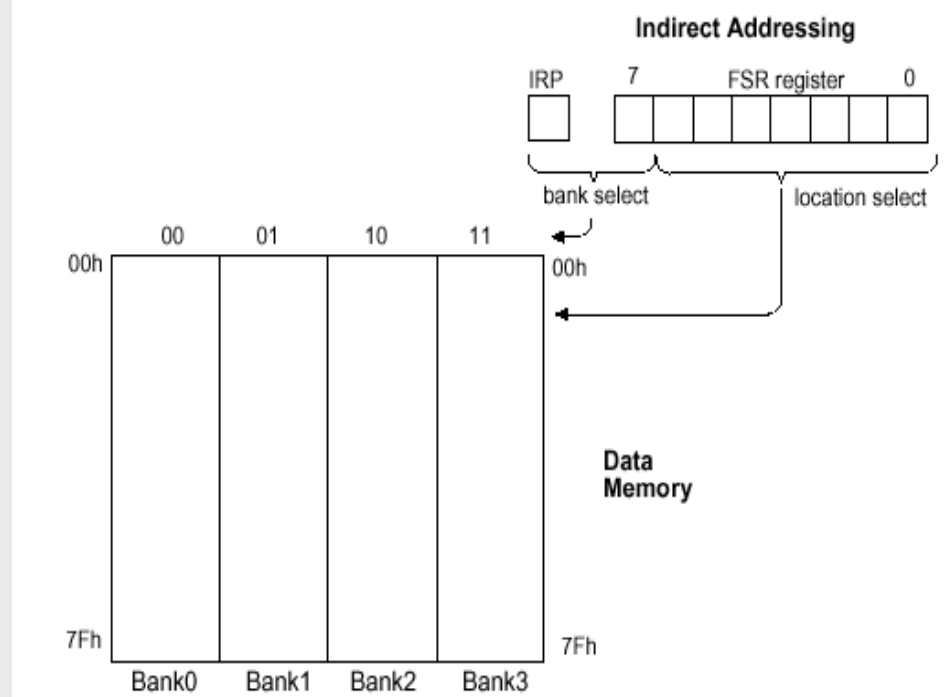 Indirect Addressing
IRP 7 FSR register 0
bank select location select
00 01 10 11
00h 00h
Data
Memory
7Fh 7Fh
Bank0 Bank1 Bank2 Bank3